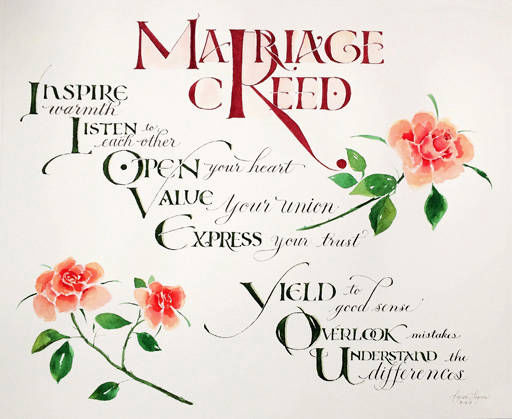 MARRIAGE
CREED
INSPIRE
warmth
LISTEN to
each other
OPEN your heart
VALUE your union
EXPRESS your trust
YIELD to
good sense
OVERLOOK mistakes
UNDERSTAND the
differences